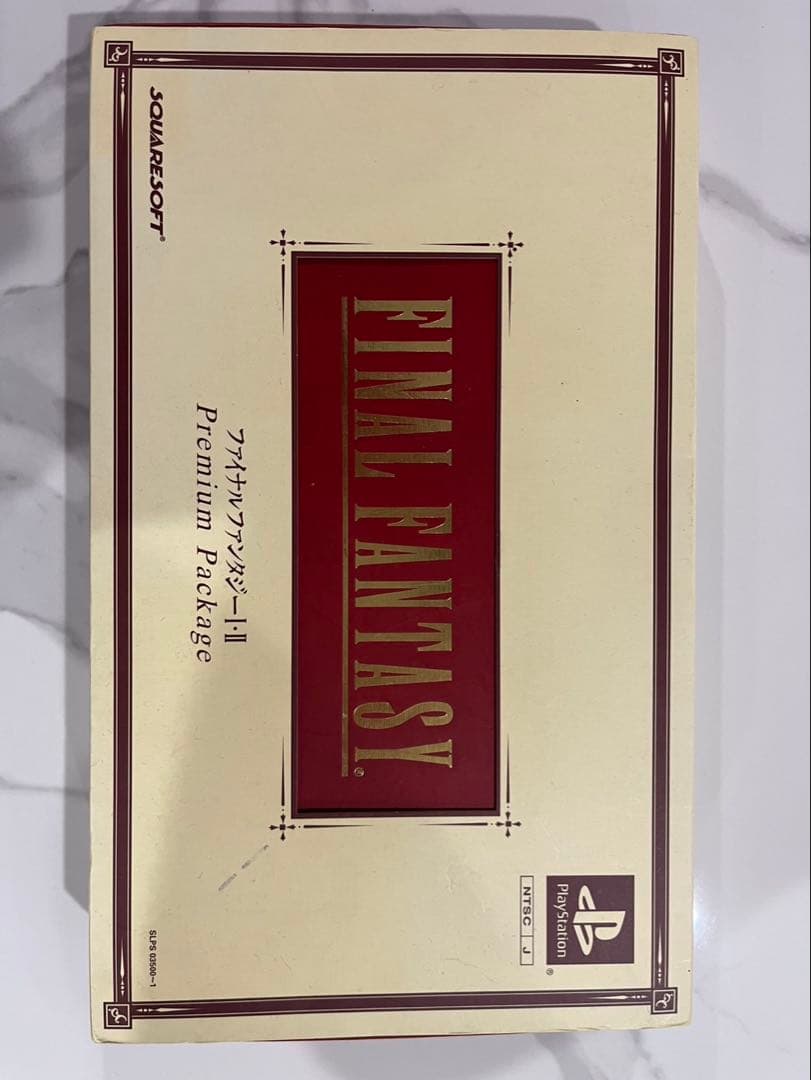 PlayStation®
NTSC J
FINAL FANTASY®
ファイナルファンタジーI・II
Premium Package
SQUARESOFT®
SLPS 03500~1